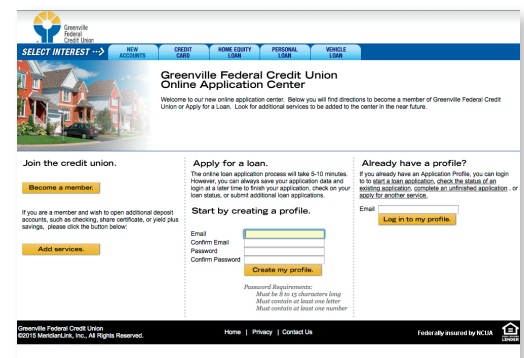 Greenville
Federal
Credit Union
SELECT INTEREST ··>
NEW
ACCOUNTS
CREDIT
CARD
HOME EQUITY
LOAN
PERSONAL
LOAN
VEHICLE
LOAN
Greenville Federal Credit Union
Online Application Center
Welcome to our new online application center. Below you will find directions to become a member of Greenville Federal Credit
Union or Apply for a Loan. Look for additional services to be added to the center in the near future.
Join the credit union.
Become a member.
If you are a member and wish to open additional deposit
accounts, such as checking, share certificate, or yield plus
savings, please click the button below:
Add services.
Apply for a loan.
The online loan application process will take 5-10 minutes.
However, you can always save your application data and
login at a later time to finish your application, check on your
loan status, or submit additional loan applications.
Start by creating a profile.
Email
Confirm Email
Password
Confirm Password
Create my profile.
Password Requirements:
Must be 8 to 15 characters long
Must contain at least one letter
Must contain at least one number
Already have a profile?
If you already have an Application Profile, you can login
to start a loan application, check the status of an
existing application, complete an unfinished application , or
apply for another service.
Email
Log in to my profile.
Greenville Federal Credit Union
©2015 MeridianLink, Inc., All Rights Reserved.
Home | Privacy | Contact Us
Federally insured by NCUA
LENDER